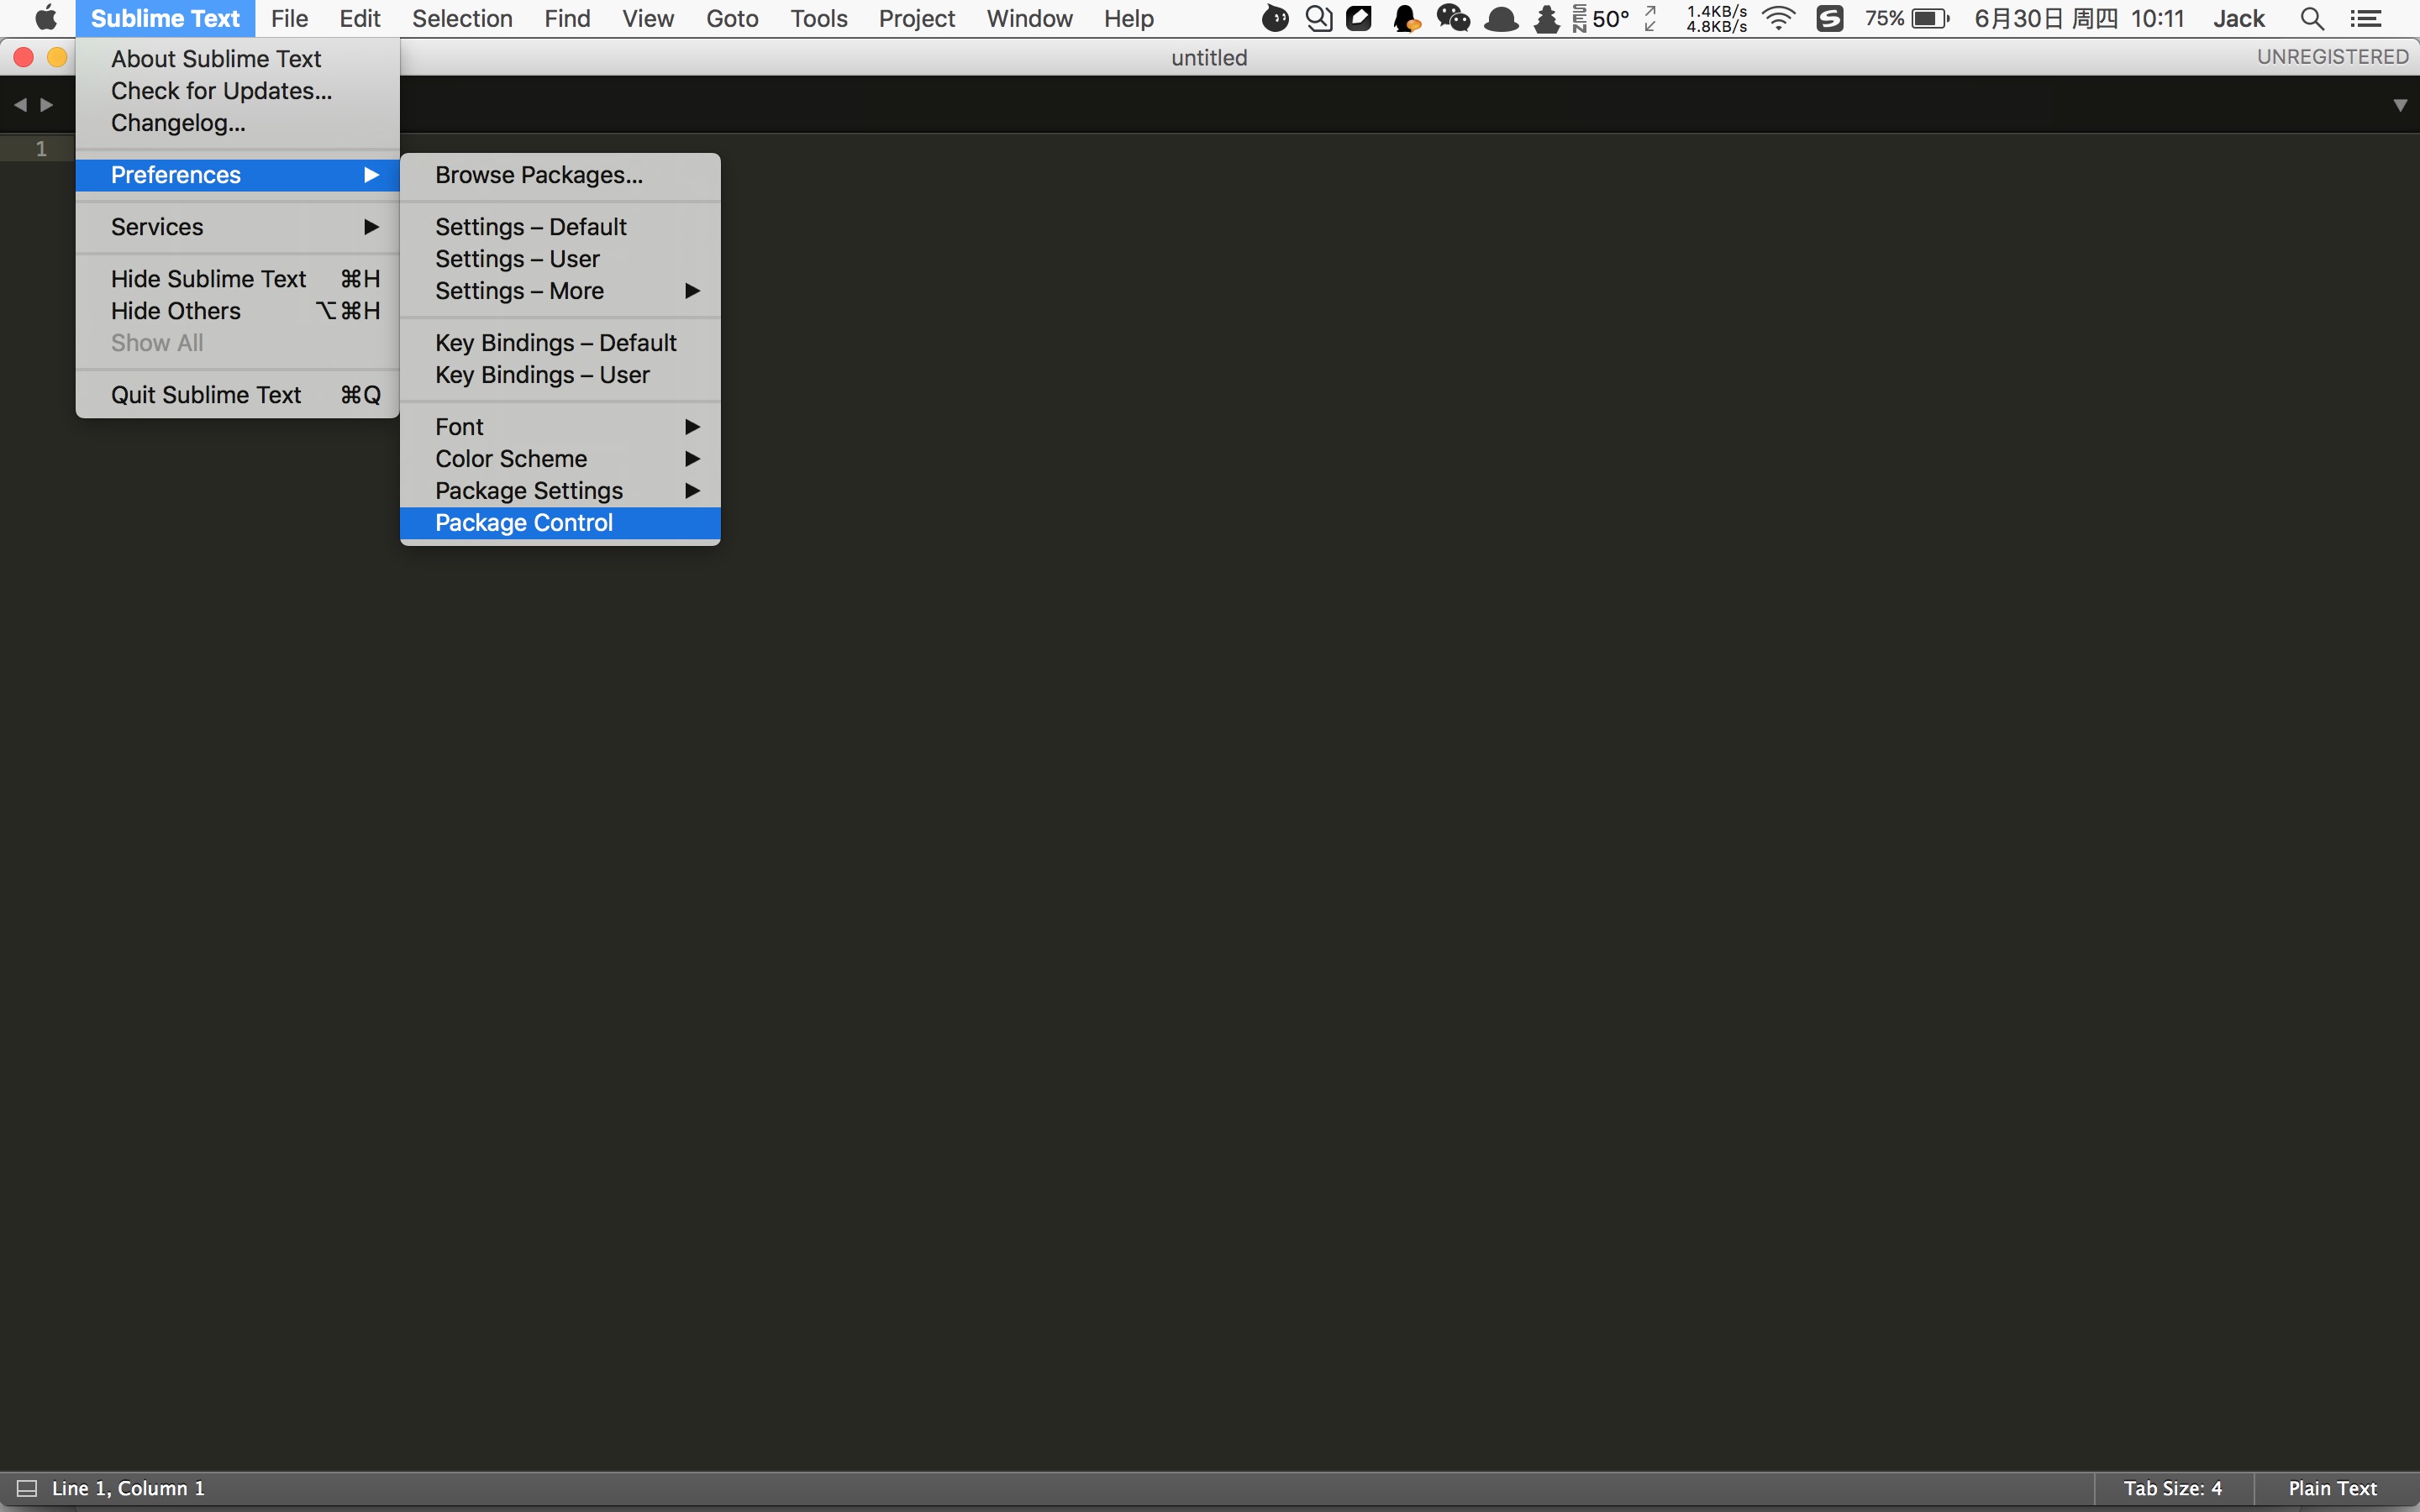 Sublime Text File Edit Selection Find View Goto Tools Project Window Help SEN 50° 1.4KB/s 4.8KB/s 75% 6月30日 周四 10:11 Jack
untitled UNREGISTERED
About Sublime Text
Check for Updates...
Changelog...
1
Preferences
Services
Hide Sublime Text ⌘H
Hide Others ⌥⌘H
Show All
Quit Sublime Text ⌘Q
Browse Packages...
Settings – Default
Settings – User
Settings – More
Key Bindings – Default
Key Bindings – User
Font
Color Scheme
Package Settings
Package Control
Line 1, Column 1 Tab Size: 4 Plain Text